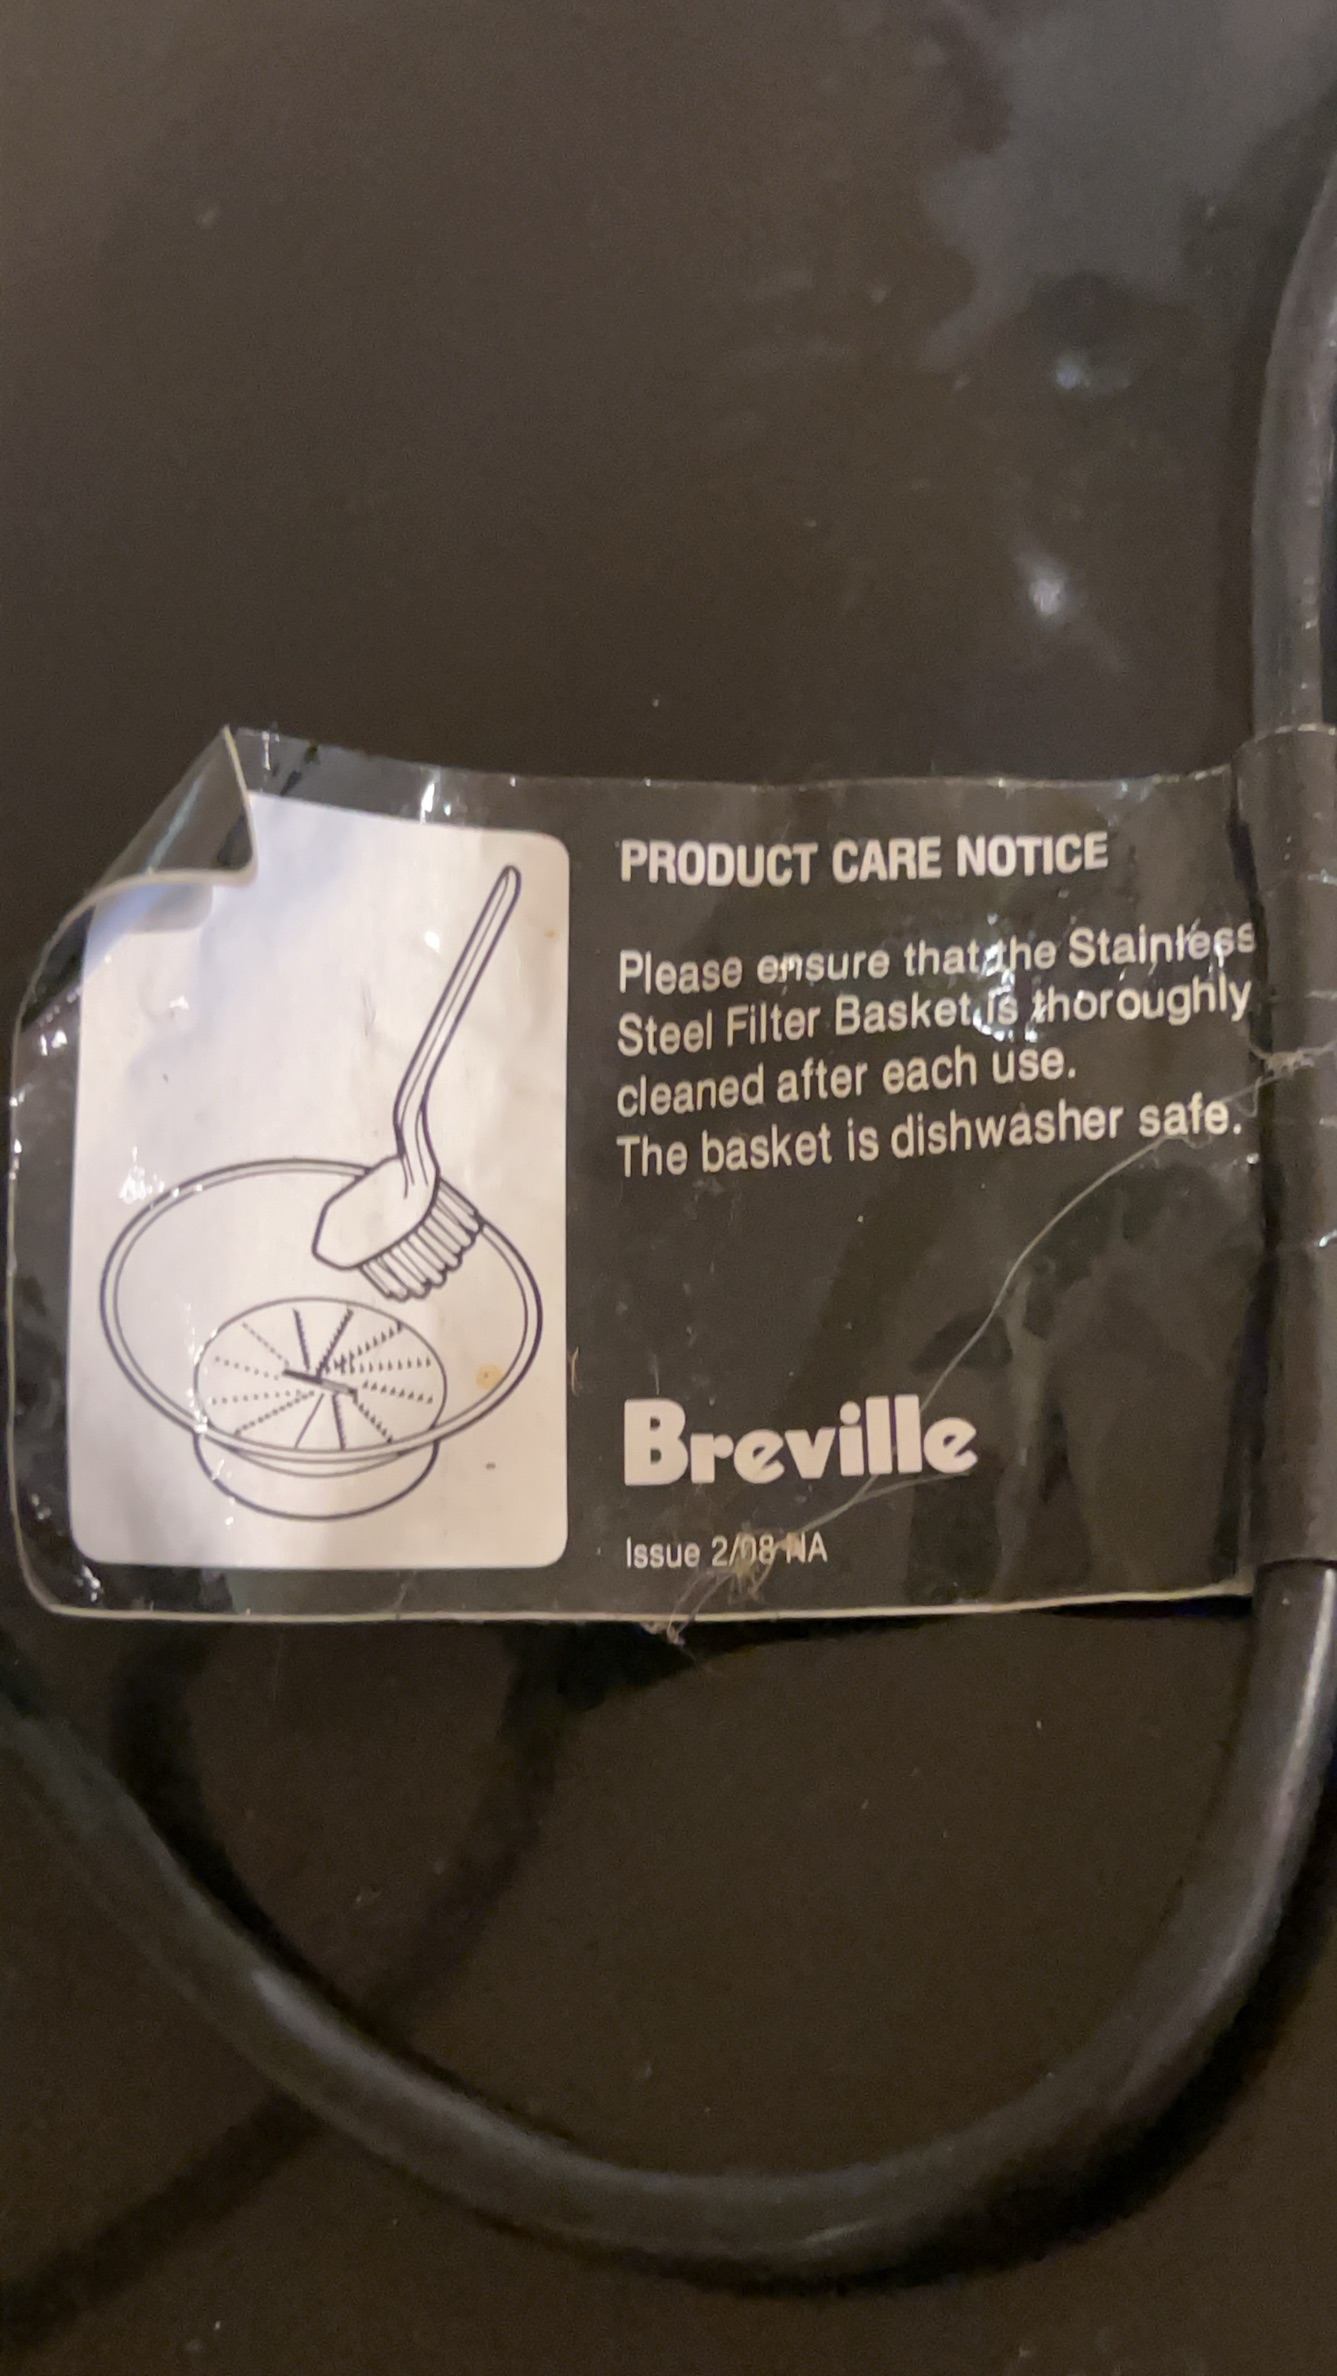 PRODUCT CARE NOTICE
Please ensure that the Stainless
Steel Filter Basket is thoroughly
cleaned after each use.
The basket is dishwasher safe.
Breville
Issue 2/08 NA